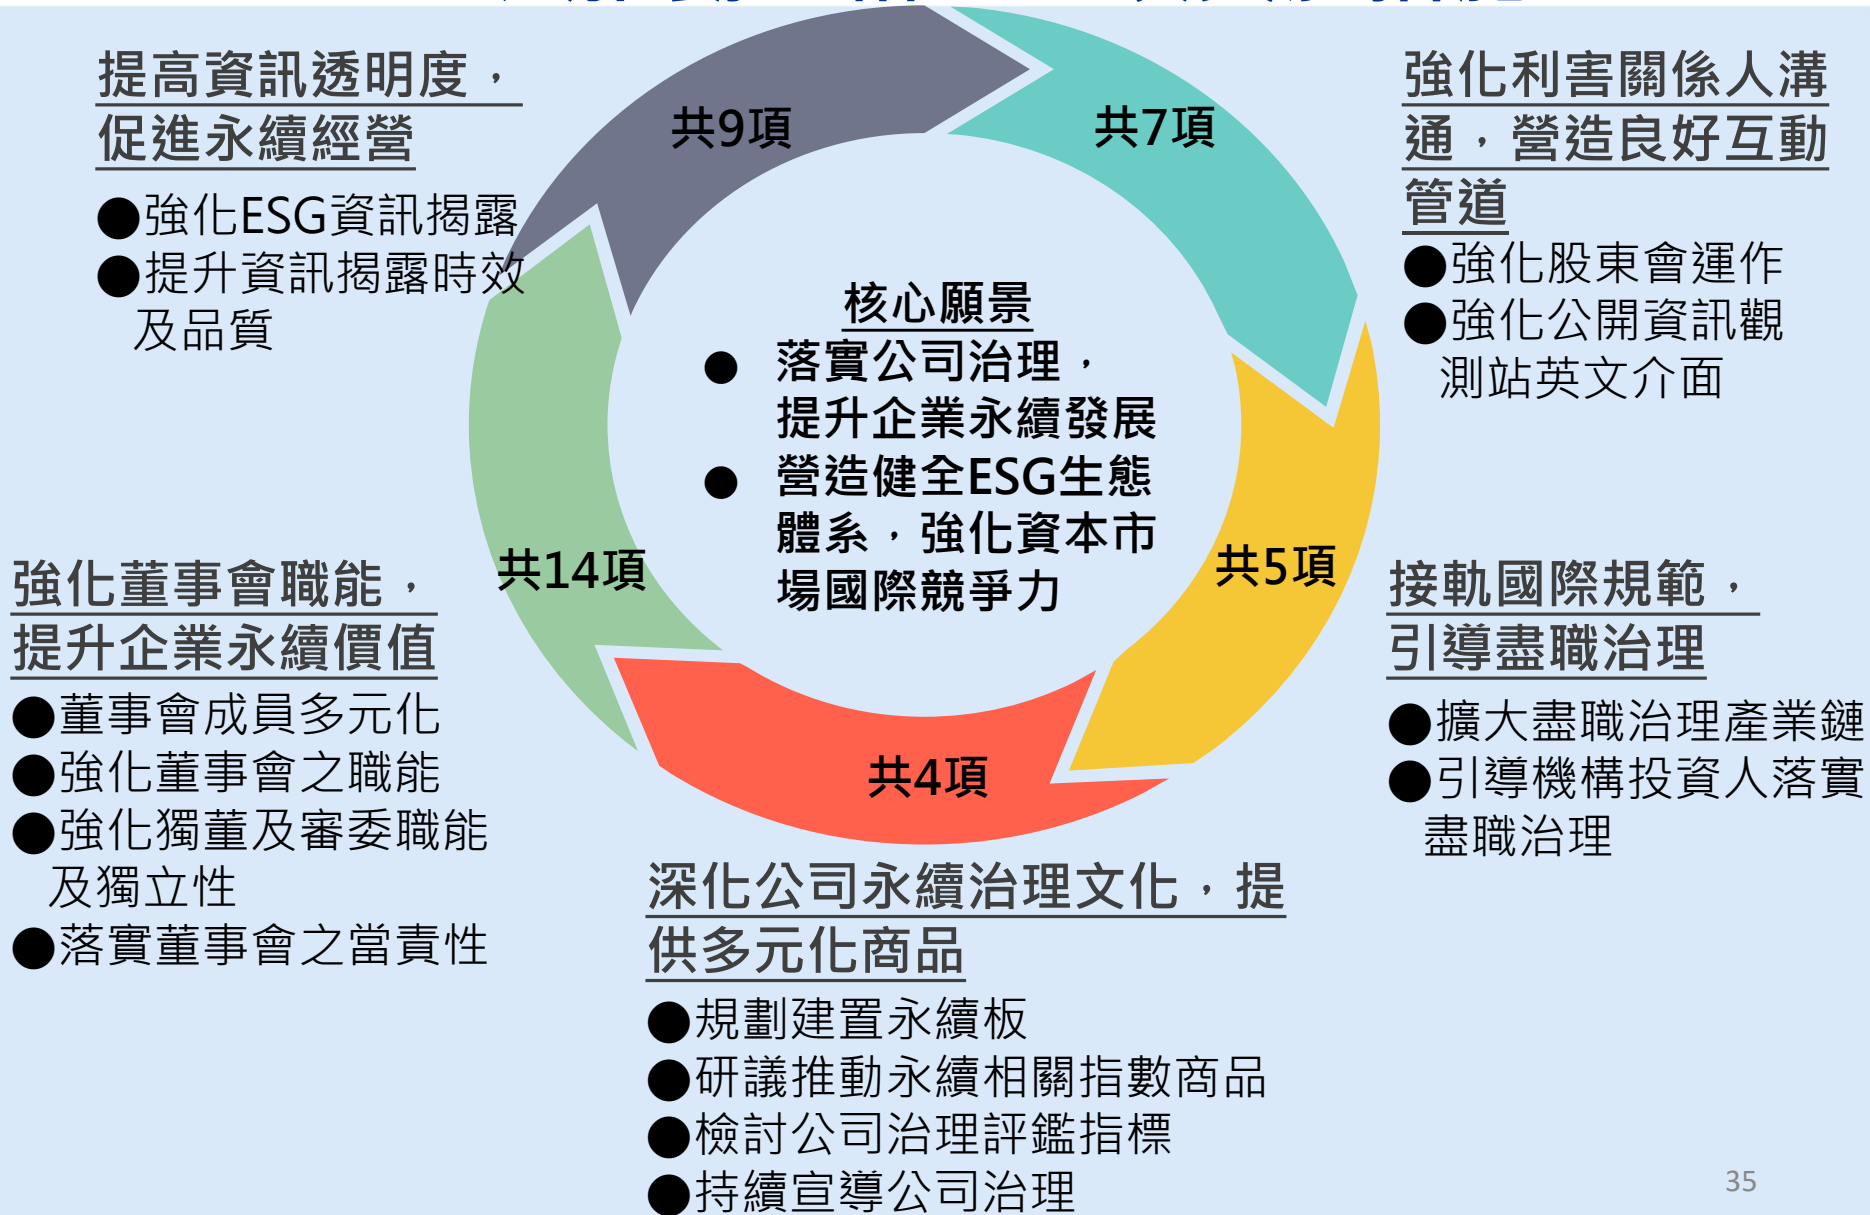 提高資訊透明度，
促進永續經營
●強化ESG資訊揭露
●提升資訊揭露時效
及品質
共9項
共7項
強化利害關係人溝
通，營造良好互動
管道
●強化股東會運作
●強化公開資訊觀
測站英文介面
核心願景
● 落實公司治理，
提升企業永續發展
● 營造健全ESG生態
體系，強化資本市
場國際競爭力
共14項
共5項
共4項
強化董事會職能，
提升企業永續價值
●董事會成員多元化
●強化董事會之職能
●強化獨董及審委職能
及獨立性
●落實董事會之當責性
接軌國際規範，
引導盡職治理
●擴大盡職治理產業鏈
●引導機構投資人落實
盡職治理
深化公司永續治理文化，提
供多元化商品
●規劃建置永續板
●研議推動永續相關指數商品
●檢討公司治理評鑑指標
●持續宣導公司治理
35